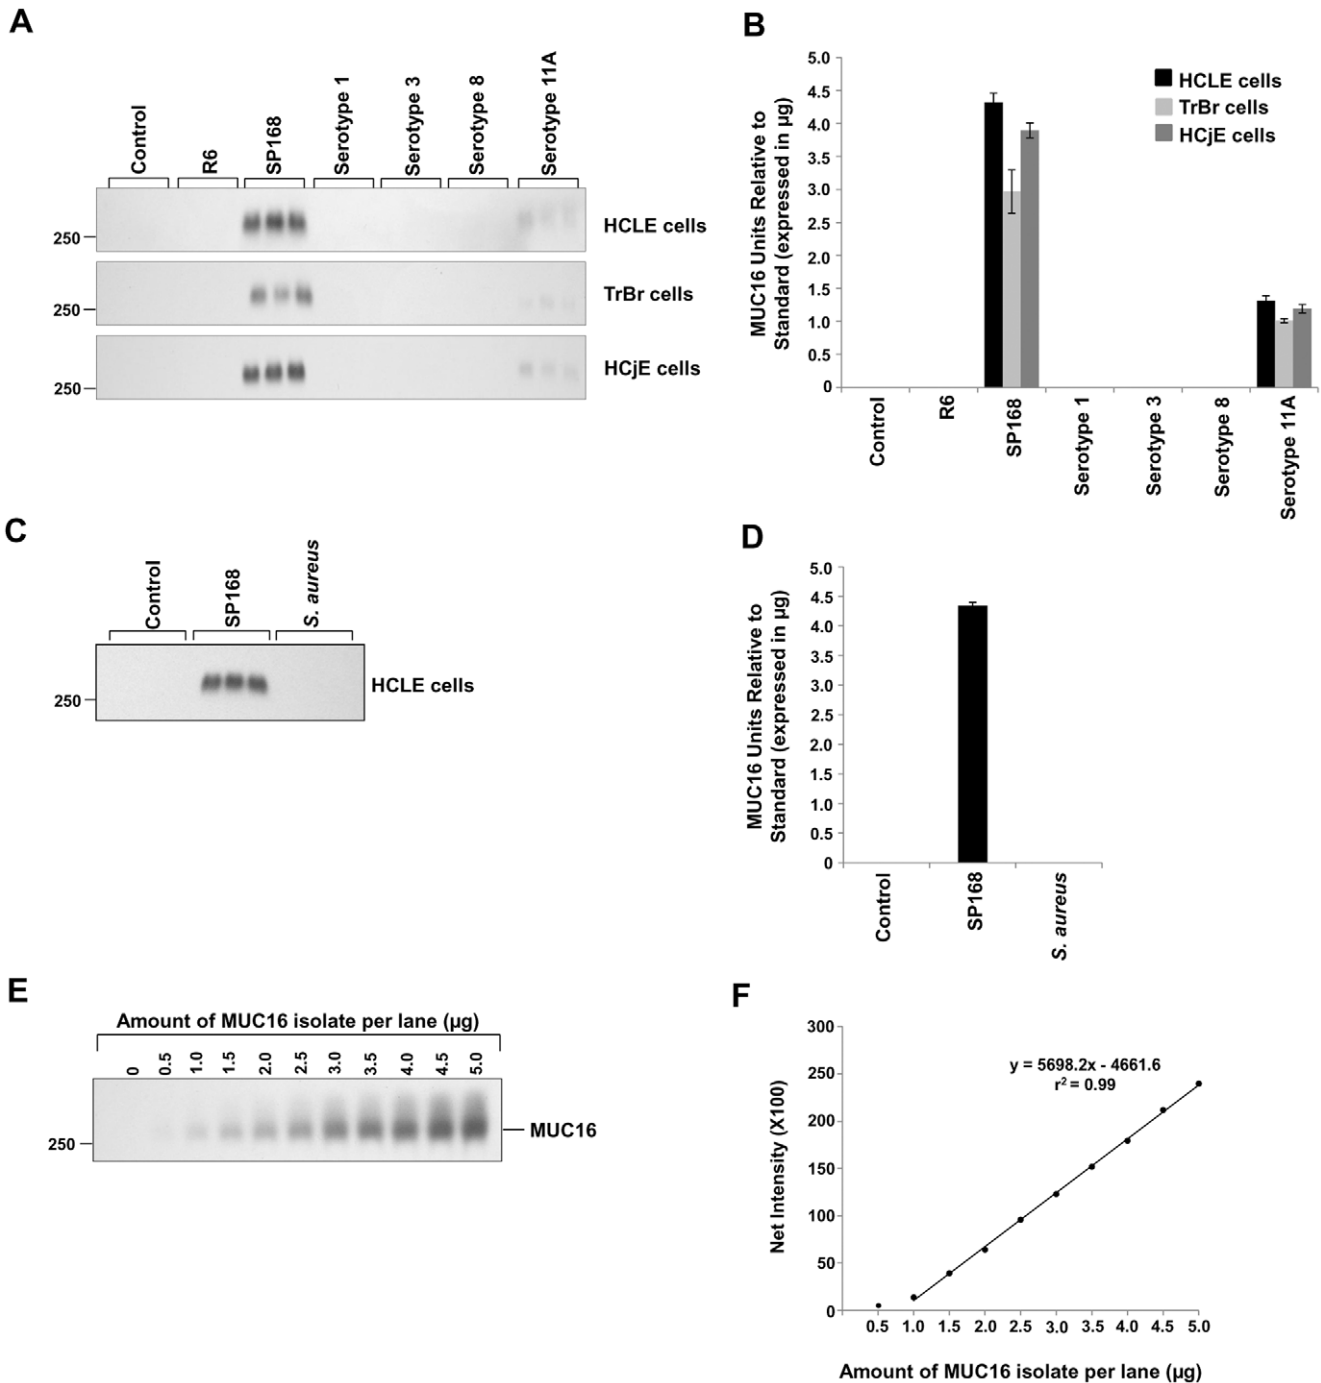 A
Control
R6
SP168
Serotype 1
Serotype 3
Serotype 8
Serotype 11A
250
HCLE cells
250
TrBr cells
250
HCjE cells
B
MUC16 Units Relative to
Standard (expressed in µg)
5.0
4.5
4.0
3.5
3.0
2.5
2.0
1.5
1.0
0.5
0
HCLE cells
TrBr cells
HCjE cells
Control
R6
SP168
Serotype 1
Serotype 3
Serotype 8
Serotype 11A
C
Control
SP168
S. aureus
250
HCLE cells
D
MUC16 Units Relative to
Standard (expressed in µg)
5.0
4.5
4.0
3.5
3.0
2.5
2.0
1.5
1.0
0.5
0
Control
SP168
S. aureus
E
Amount of MUC16 isolate per lane (µg)
0 0.5 1.0 1.5 2.0 2.5 3.0 3.5 4.0 4.5 5.0
250
MUC16
F
Net Intensity (X100)
300
250
200
150
100
50
0
y = 5698.2x - 4661.6
r² = 0.99
0.5 1.0 1.5 2.0 2.5 3.0 3.5 4.0 4.5 5.0
Amount of MUC16 isolate per lane (µg)